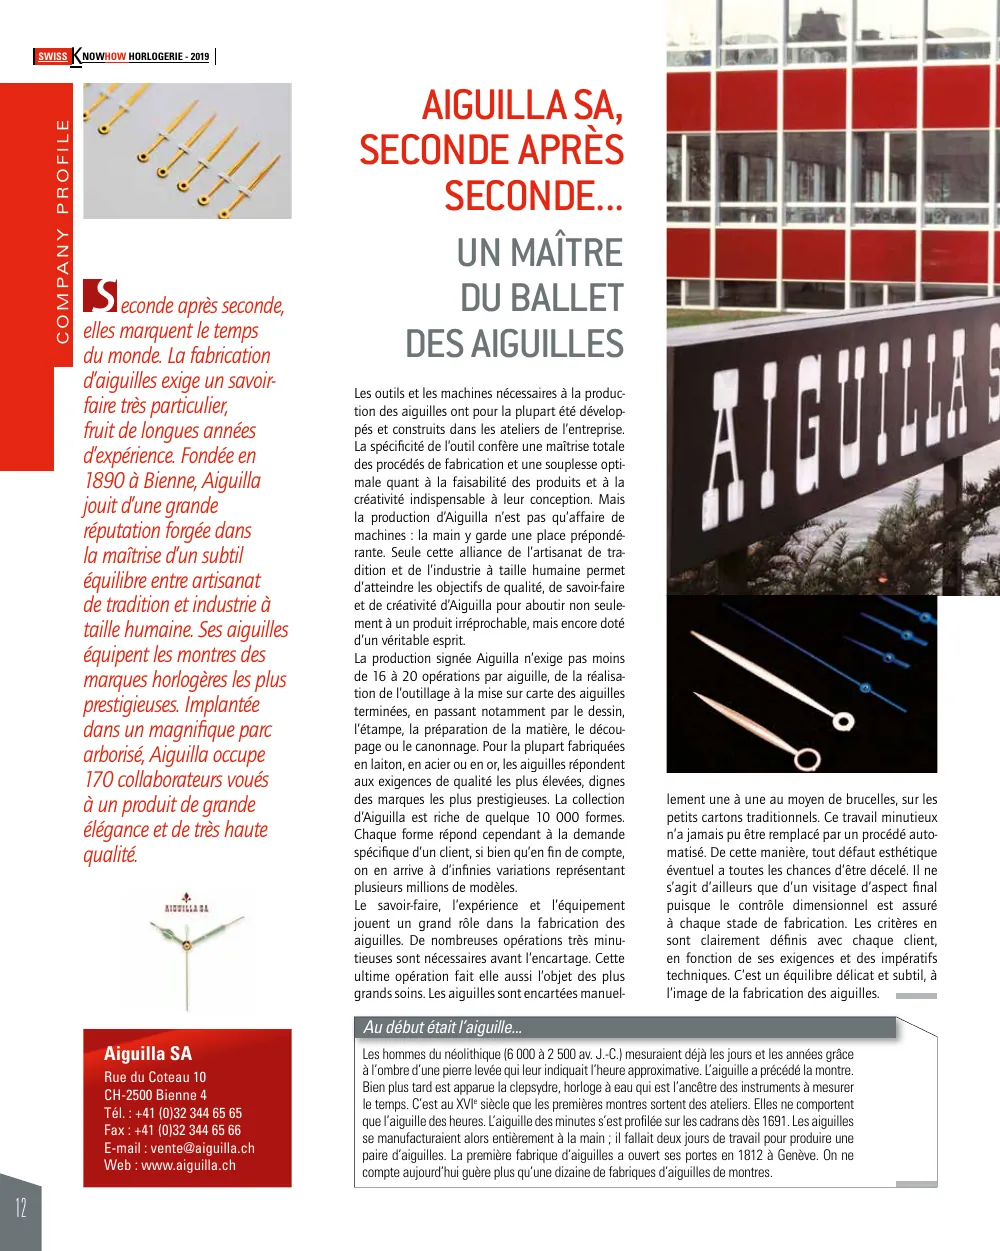 SWISS KNOWHOW HORLOGERIE - 2019
COMPANY PROFILE
AIGUILLA SA,
SECONDE APRÈS
SECONDE...
UN MAÎTRE
DU BALLET
DES AIGUILLES
Seconde après seconde,
elles marquent le temps
du monde. La fabrication
d’aiguilles exige un savoir-
faire très particulier,
fruit de longues années
d’expérience. Fondée en
1890 à Bienne, Aiguilla
jouit d’une grande
réputation forgée dans
la maîtrise d’un subtil
équilibre entre artisanat
de tradition et industrie à
taille humaine. Ses aiguilles
équipent les montres des
marques horlogères les plus
prestigieuses. Implantée
dans un magnifique parc
arborisé, Aiguilla occupe
170 collaborateurs voués
à un produit de grande
élégance et de très haute
qualité.
AIGUILLA SA
Aiguilla SA
Rue du Coteau 10
CH-2500 Bienne 4
Tél. : +41 (0)32 344 65 65
Fax : +41 (0)32 344 65 66
E-mail : vente@aiguilla.ch
Web : www.aiguilla.ch
Les outils et les machines nécessaires à la produc-
tion des aiguilles ont pour la plupart été dévelop-
pés et construits dans les ateliers de l’entreprise.
La spécificité de l’outil confère une maîtrise totale
des procédés de fabrication et une souplesse opti-
male quant à la faisabilité des produits et à la
créativité indispensable à leur conception. Mais
la production d’Aiguilla n’est pas qu’affaire de
machines : la main y garde une place prépondé-
rante. Seule cette alliance de l’artisanat de tra-
dition et de l’industrie à taille humaine permet
d’atteindre les objectifs de qualité, de savoir-faire
et de créativité d’Aiguilla pour aboutir non seule-
ment à un produit irréprochable, mais encore doté
d’un véritable esprit.
La production signée Aiguilla n’exige pas moins
de 16 à 20 opérations par aiguille, de la réalisa-
tion de l’outillage à la mise sur carte des aiguilles
terminées, en passant notamment par le dessin,
l’étampe, la préparation de la matière, le décou-
page ou le canonnage. Pour la plupart fabriquées
en laiton, en acier ou en or, les aiguilles répondent
aux exigences de qualité les plus élevées, dignes
des marques les plus prestigieuses. La collection
d’Aiguilla est riche de quelque 10 000 formes.
Chaque forme répond cependant à la demande
spécifique d’un client, si bien qu’en fin de compte,
on en arrive à d’infinies variations représentant
plusieurs millions de modèles.
Le savoir-faire, l’expérience et l’équipement
jouent un grand rôle dans la fabrication des
aiguilles. De nombreuses opérations très minu-
tieuses sont nécessaires avant l’encartage. Cette
ultime opération fait elle aussi l’objet des plus
grands soins. Les aiguilles sont encartées manuel-
AIGUILLA S
lement une à une au moyen de brucelles, sur les
petits cartons traditionnels. Ce travail minutieux
n’a jamais pu être remplacé par un procédé auto-
matisé. De cette manière, tout défaut esthétique
éventuel a toutes les chances d’être décelé. Il ne
s’agit d’ailleurs que d’un visitage d’aspect final
puisque le contrôle dimensionnel est assuré
à chaque stade de fabrication. Les critères en
sont clairement définis avec chaque client,
en fonction de ses exigences et des impératifs
techniques. C’est un équilibre délicat et subtil, à
l’image de la fabrication des aiguilles.
Au début était l’aiguille...
Les hommes du néolithique (6 000 à 2 500 av. J.-C.) mesuraient déjà les jours et les années grâce
à l’ombre d’une pierre levée qui leur indiquait l’heure approximative. L’aiguille a précédé la montre.
Bien plus tard est apparue la clepsydre, horloge à eau qui est l’ancêtre des instruments à mesurer
le temps. C’est au XVIe siècle que les premières montres sortent des ateliers. Elles ne comportent
que l’aiguille des heures. L’aiguille des minutes s’est profilée sur les cadrans dès 1691. Les aiguilles
se manufacturaient alors entièrement à la main ; il fallait deux jours de travail pour produire une
paire d’aiguilles. La première fabrique d’aiguilles a ouvert ses portes en 1812 à Genève. On ne
compte aujourd’hui guère plus qu’une dizaine de fabriques d’aiguilles de montres.
12